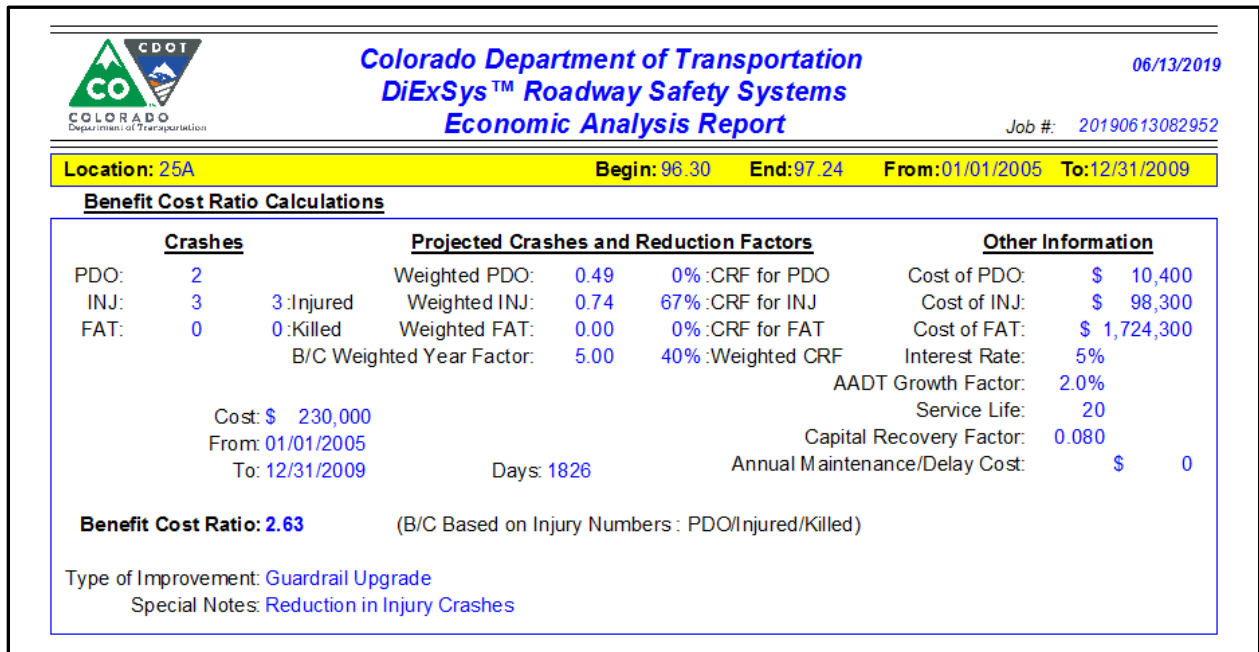 CDOT
CO
TM
COLORADO
Department of Transportation
Colorado Department of Transportation
DiExSys™ Roadway Safety Systems
Economic Analysis Report
06/13/2019
Job #: 20190613082952
Location: 25A Begin: 96.30 End:97.24 From:01/01/2005 To:12/31/2009
Benefit Cost Ratio Calculations
Crashes Projected Crashes and Reduction Factors Other Information
PDO: 2 Weighted PDO: 0.49 0% :CRF for PDO Cost of PDO: $ 10,400
INJ: 3 3 :Injured Weighted INJ: 0.74 67% :CRF for INJ Cost of INJ: $ 98,300
FAT: 0 0 :Killed Weighted FAT: 0.00 0% :CRF for FAT Cost of FAT: $ 1,724,300
B/C Weighted Year Factor: 5.00 40% :Weighted CRF Interest Rate: 5%
AADT Growth Factor: 2.0%
Cost: $ 230,000 Service Life: 20
From: 01/01/2005 Capital Recovery Factor: 0.080
To: 12/31/2009 Days: 1826 Annual Maintenance/Delay Cost: $ 0
Benefit Cost Ratio: 2.63 (B/C Based on Injury Numbers : PDO/Injured/Killed)
Type of Improvement: Guardrail Upgrade
Special Notes: Reduction in Injury Crashes